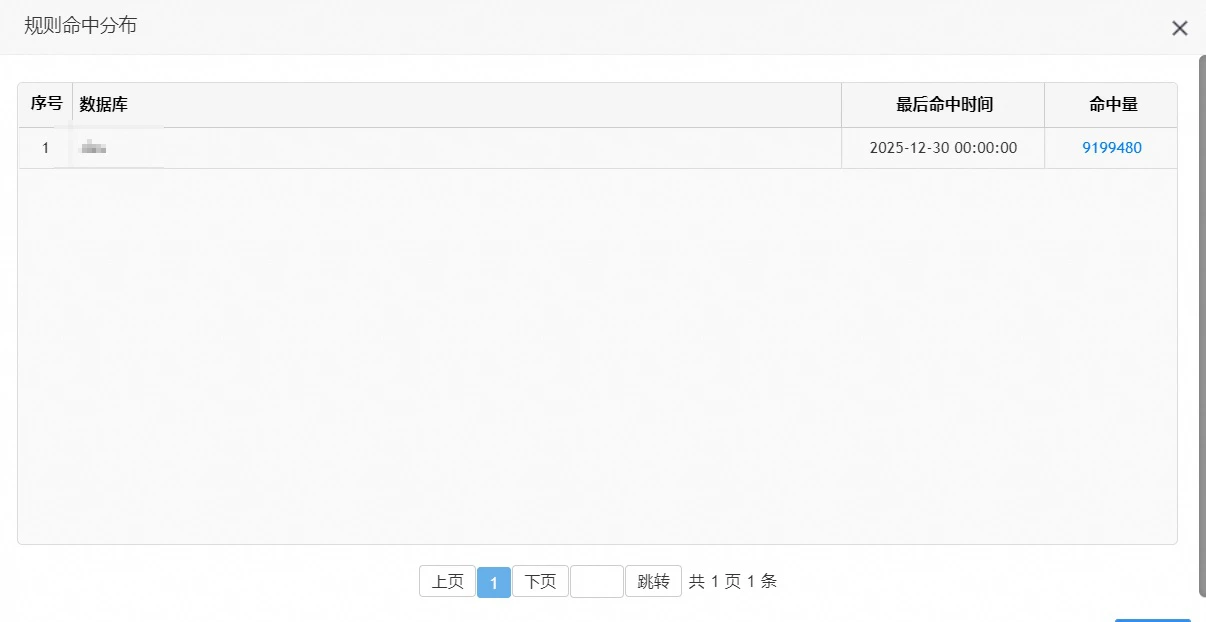 规则命中分布
序号 数据库 最后命中时间 命中量
1 2025-12-30 00:00:00 9199480
上页 1 下页 跳转 共 1 页 1 条